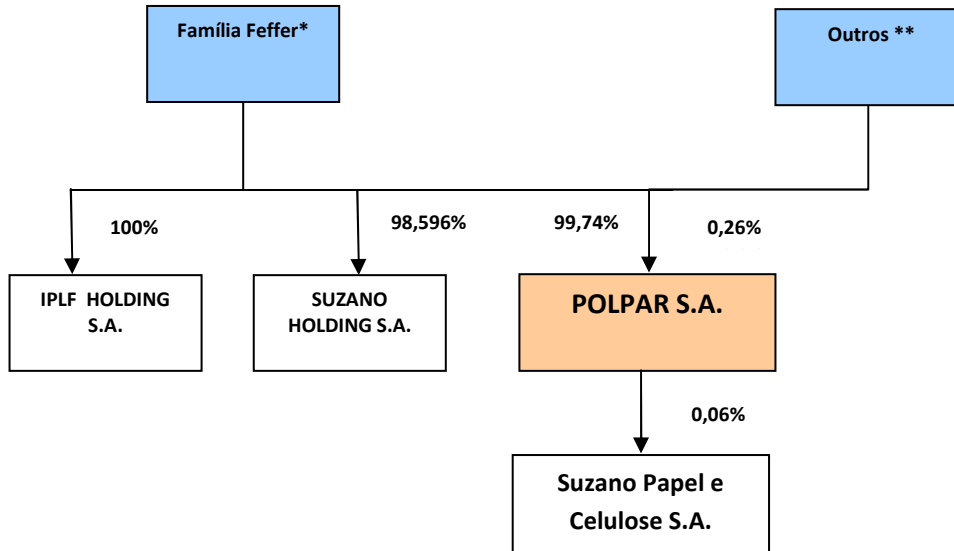 Família Feffer*
Outros **
100%
98,596%
99,74%
0,26%
IPLF HOLDING
S.A.
SUZANO
HOLDING S.A.
POLPAR S.A.
0,06%
Suzano Papel e
Celulose S.A.